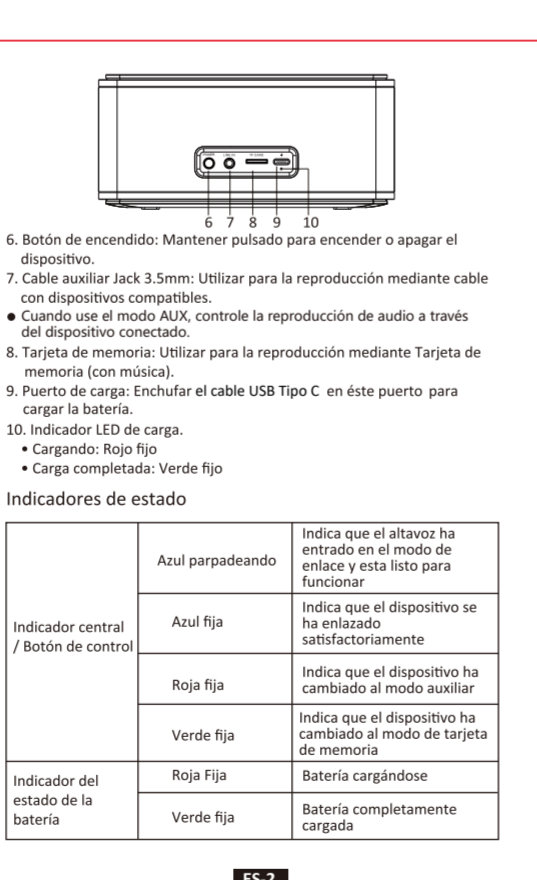 6 7 8 9 10
6. Botón de encendido: Mantener pulsado para encender o apagar el
dispositivo.
7. Cable auxiliar Jack 3.5mm: Utilizar para la reproducción mediante cable
con dispositivos compatibles.
● Cuando use el modo AUX, controle la reproducción de audio a través
del dispositivo conectado.
8. Tarjeta de memoria: Utilizar para la reproducción mediante Tarjeta de
memoria (con música).
9. Puerto de carga: Enchufar el cable USB Tipo C en éste puerto para
cargar la batería.
10. Indicador LED de carga.
• Cargando: Rojo fijo
• Carga completada: Verde fijo
Indicadores de estado
Indicador central
/ Botón de control
Azul parpadeando
Indica que el altavoz ha
entrado en el modo de
enlace y esta listo para
funcionar
Azul fija
Indica que el dispositivo se
ha enlazado
satisfactoriamente
Roja fija
Indica que el dispositivo ha
cambiado al modo auxiliar
Verde fija
Indica que el dispositivo ha
cambiado al modo de tarjeta
de memoria
Indicador del
estado de la
batería
Roja Fija
Batería cargándose
Verde fija
Batería completamente
cargada
ES-2